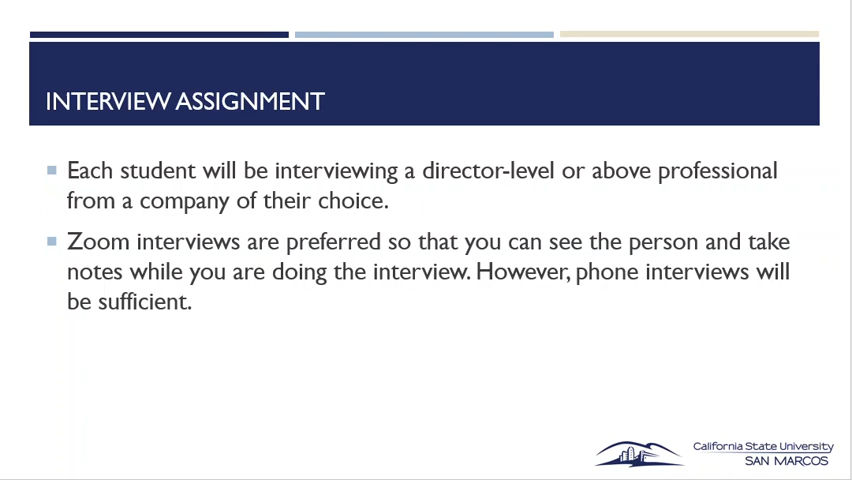 INTERVIEW ASSIGNMENT
Each student will be interviewing a director-level or above professional
from a company of their choice.
Zoom interviews are preferred so that you can see the person and take
notes while you are doing the interview. However, phone interviews will
be sufficient.
California State University
SAN MARCOS